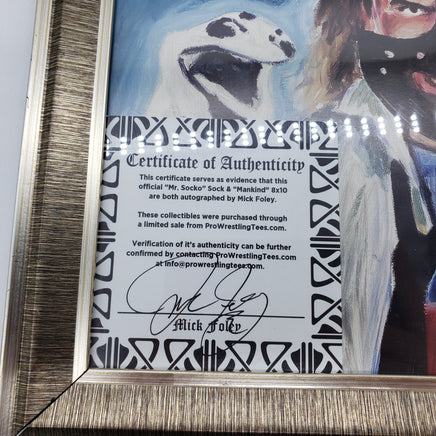 Certificate of Authenticity
This certificate serves as evidence that this
official "Mr. Socko" Sock & "Mankind" 8x10
are both autographed by Mick Foley.
These collectibles were purchased through
a limited sale from ProWrestlingTees.com.
Verification of it's authenticity can be further
confirmed by contacting ProWrestlingTees.com
at info@prowrestlingtees.com.
Mick Foley